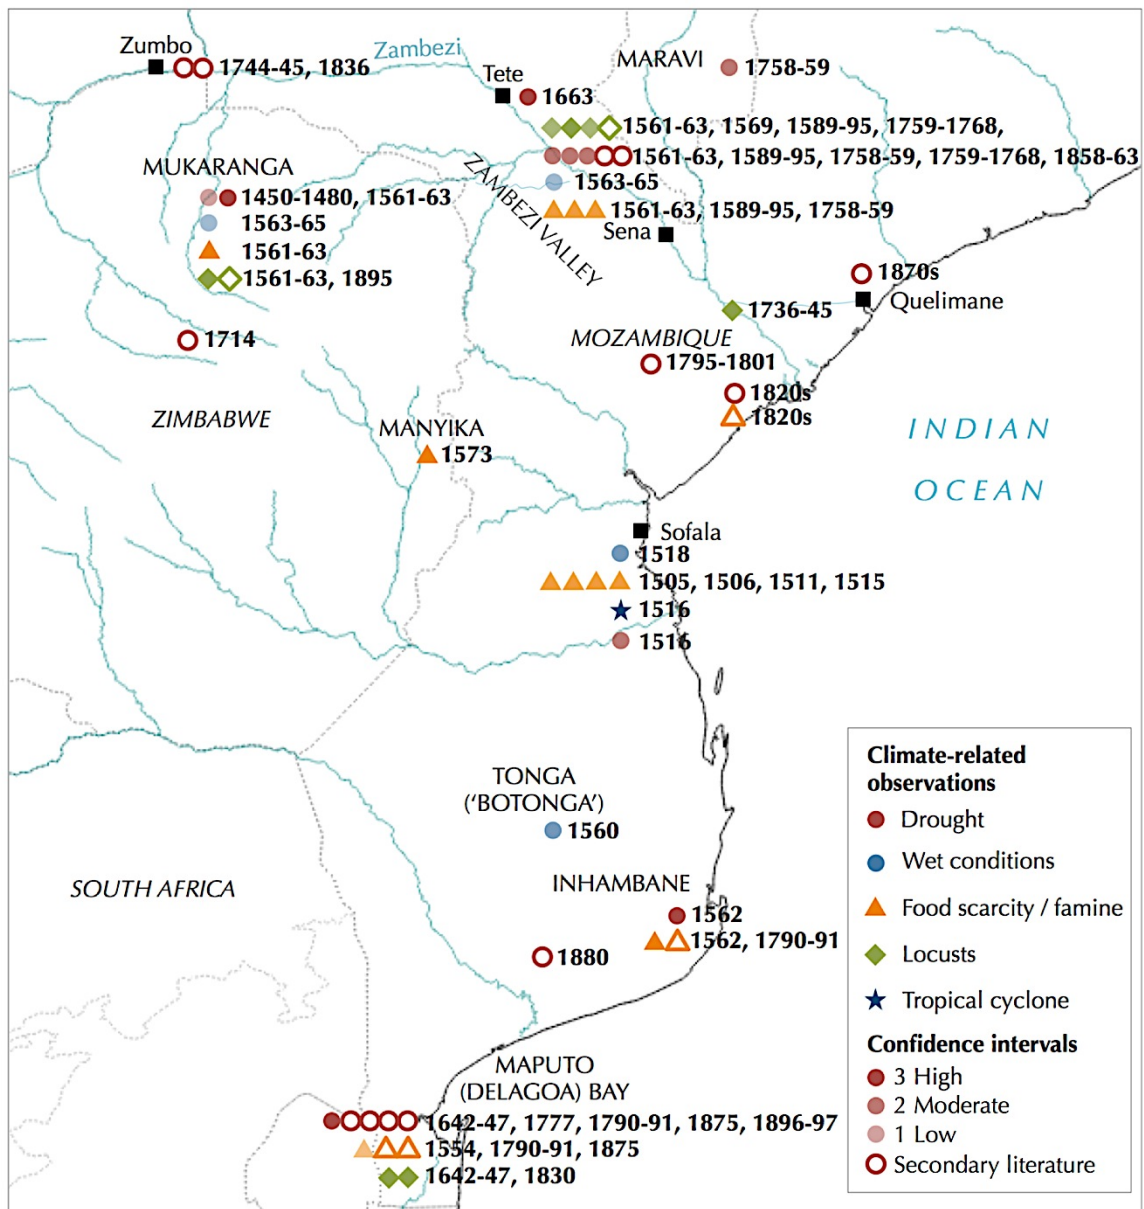 Zumbo
Zambezi
1744-45, 1836
Tete
1663
MARAVI
1758-59
1561-63, 1569, 1589-95, 1759-1768,
1561-63, 1589-95, 1758-59, 1759-1768, 1858-63
1563-65
1561-63, 1589-95, 1758-59
ZAMBEZI VALLEY
Sena
MUKARANGA
1450-1480, 1561-63
1563-65
1561-63
1561-63, 1895
1714
1870s
Quelimane
1736-45
MOZAMBIQUE
1795-1801
1820s
1820s
ZIMBABWE
MANYIKA
1573
INDIAN
OCEAN
Sofala
1518
1505, 1506, 1511, 1515
1516
1516
TONGA
('BOTONGA')
1560
SOUTH AFRICA
INHAMBANE
1562
1562, 1790-91
1880
MAPUTO
(DELAGOA) BAY
1642-47, 1777, 1790-91, 1875, 1896-97
1554, 1790-91, 1875
1642-47, 1830
Climate-related
observations
Drought
Wet conditions
Food scarcity / famine
Locusts
Tropical cyclone
Confidence intervals
3 High
2 Moderate
1 Low
Secondary literature